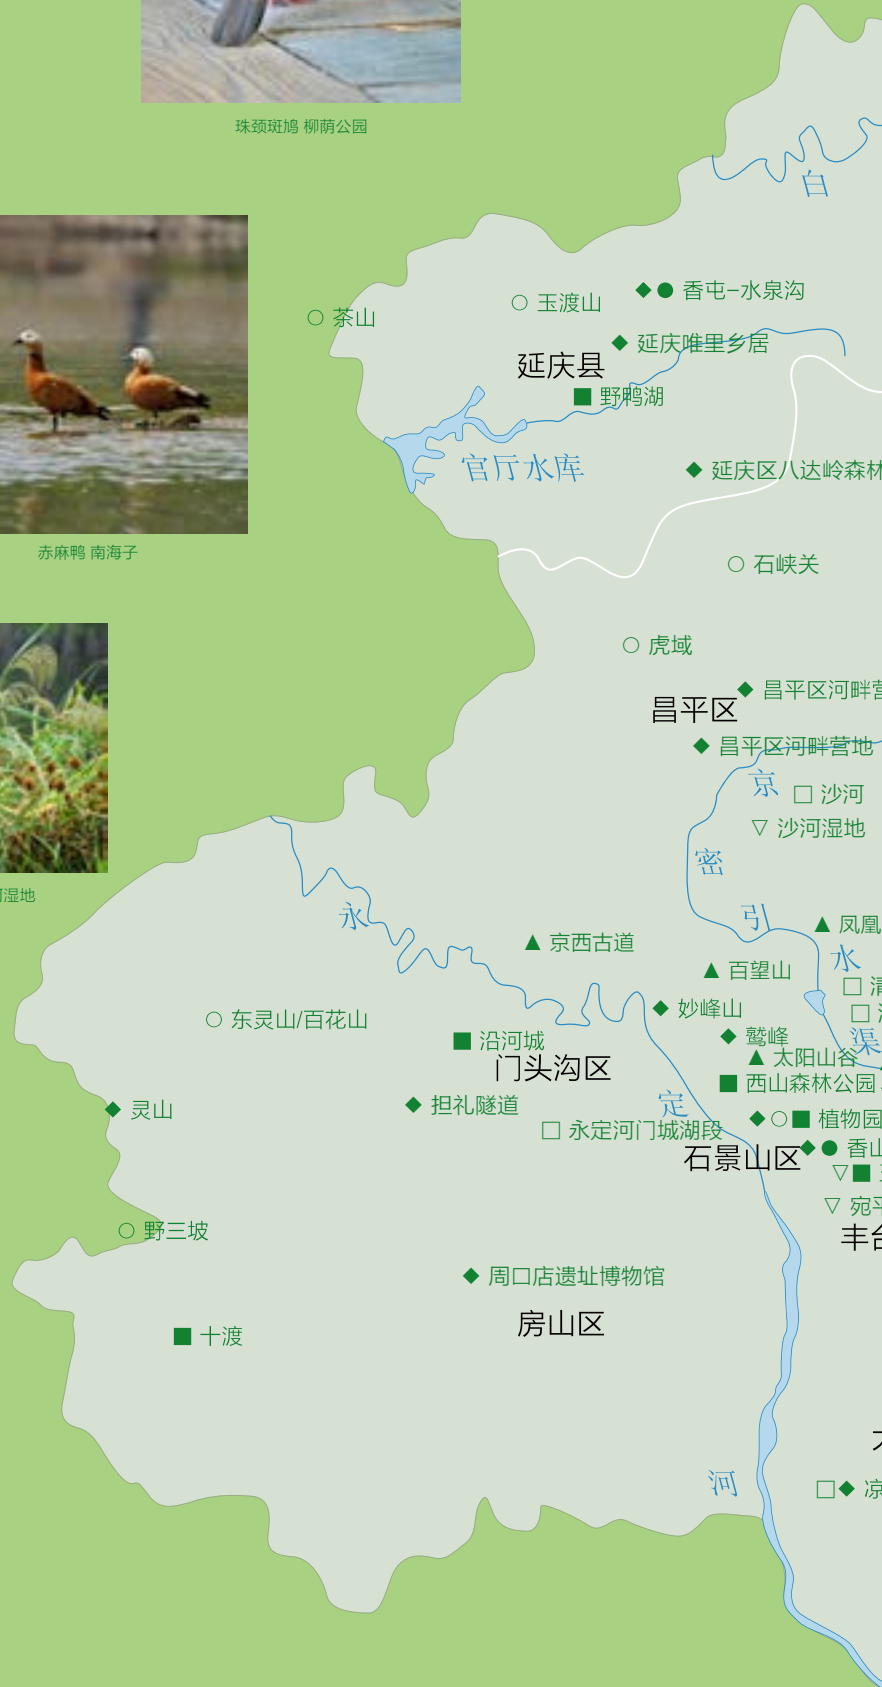 珠颈斑鸠 柳荫公园
白
香屯-水泉沟
玉渡山
茶山
延庆唯里乡居
延庆县
野鸭湖
官厅水库
延庆区八达岭森林
赤麻鸭 南海子
石峡关
虎域
昌平区河畔营
昌平区
昌平区河畔营地
京
沙河
沙河湿地
密
湿地
永
引
凤凰
京西古道
水
百望山
妙峰山
东灵山/百花山
鹫峰
沿河城
渠
太阳山谷
门头沟区
西山森林公园
担礼隧道
定
灵山
植物园
永定河门城湖段
香山
石景山区
宛平
野三坡
丰台
周口店遗址博物馆
房山区
十渡
河
凉